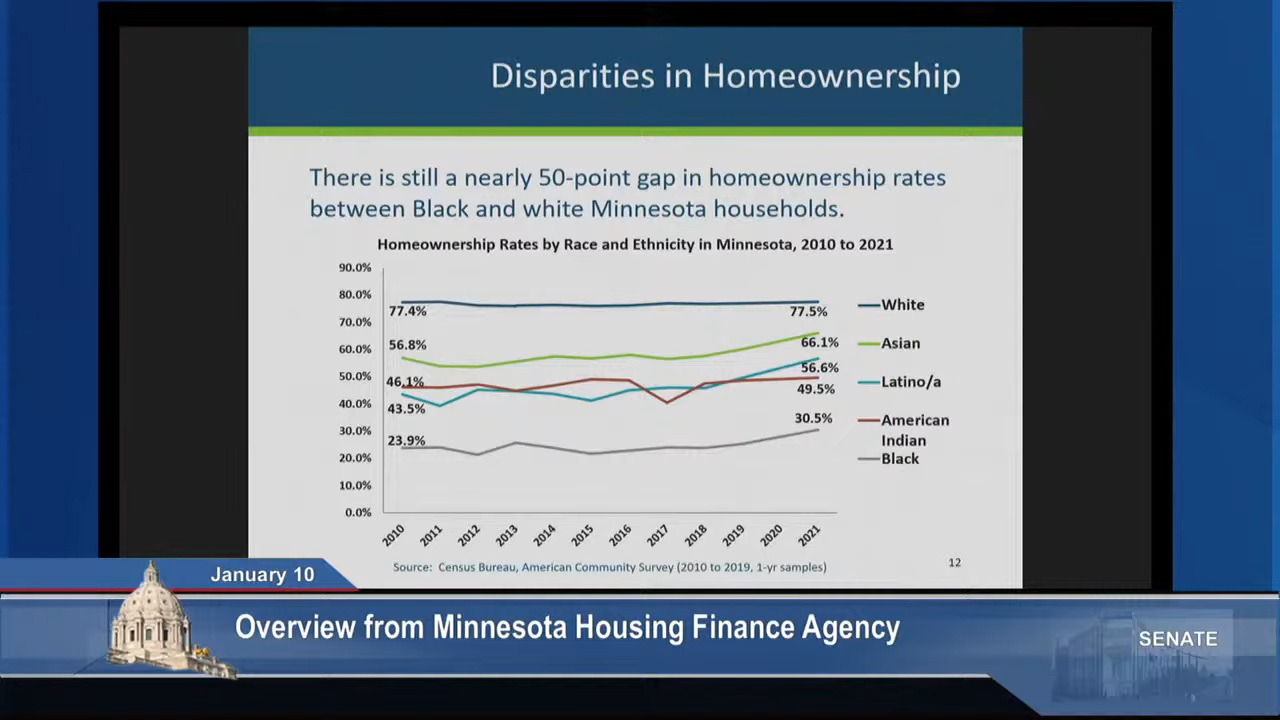 Disparities in Homeownership
There is still a nearly 50-point gap in homeownership rates
between Black and white Minnesota households.
Homeownership Rates by Race and Ethnicity in Minnesota, 2010 to 2021
90.0%
80.0%
70.0%
60.0%
50.0%
40.0%
30.0%
20.0%
10.0%
0.0%
77.4%
56.8%
46.1%
43.5%
23.9%
77.5%
66.1%
56.6%
49.5%
30.5%
White
Asian
Latino/a
American
Indian
Black
2010 2011 2012 2013 2014 2015 2016 2017 2018 2019 2020 2021
Source: Census Bureau, American Community Survey (2010 to 2019, 1-yr samples)
12
January 10
Overview from Minnesota Housing Finance Agency
SENATE